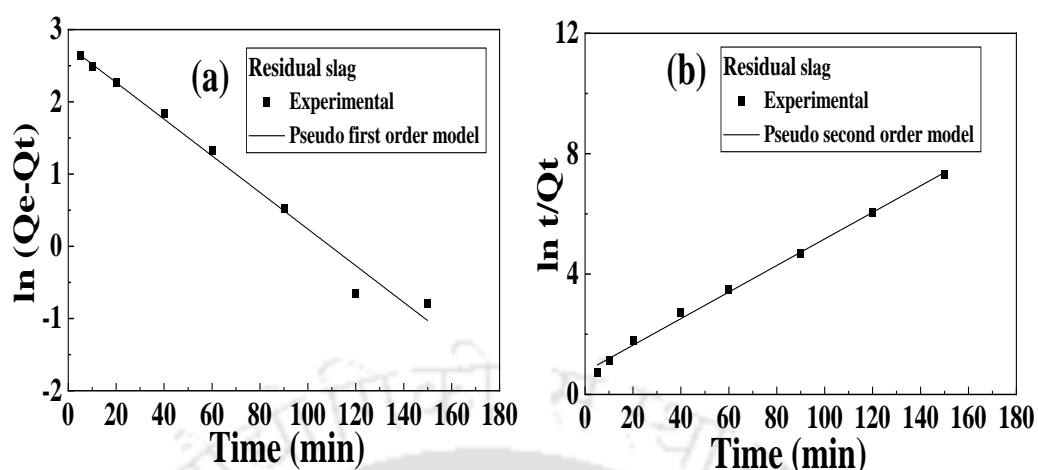 (a)
Residual slag
Experimental
Pseudo first order model
ln (Qe-Qt)
3
2
1
0
-1
-2
0 20 40 60 80 100 120 140 160 180
Time (min)
(b)
Residual slag
Experimental
Pseudo second order model
ln t/Qt
12
8
4
0
0 20 40 60 80 100 120 140 160 180
Time (min)